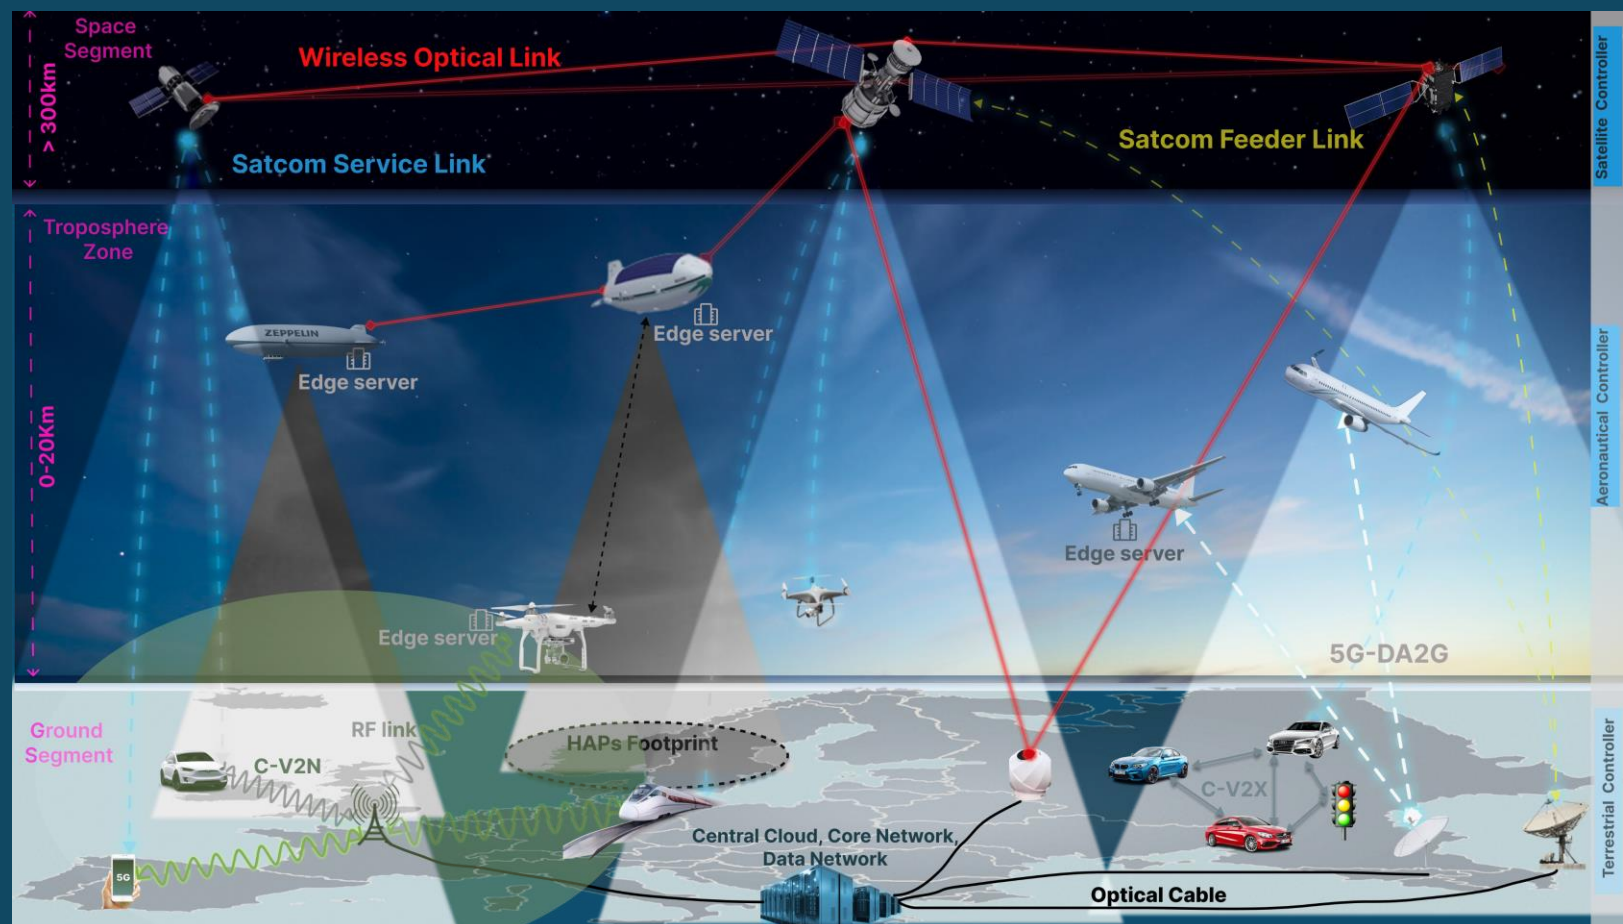 Space
Segment
> 300km
Wireless Optical Link
Satcom Service Link
Satcom Feeder Link
Satellite Controller
Troposphere
Zone
0-20Km
ZEPPELIN
Edge server
Edge server
Edge server
Edge server
Aeronautical Controller
5G-DA2G
Ground
Segment
RF link
C-V2N
HAPs Footprint
C-V2X
Central Cloud, Core Network,
Data Network
5G
Optical Cable
Terrestrial Controller